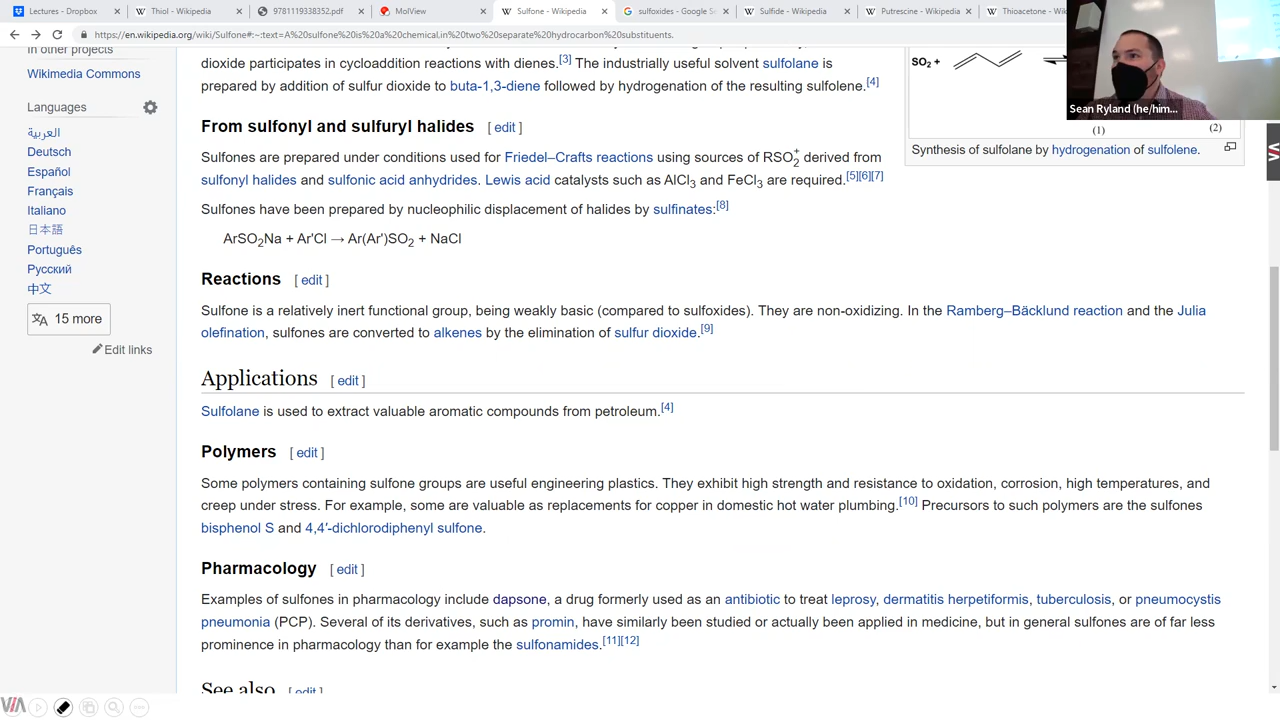 Lectures - Dropbox
Thiol - Wikipedia
9781119338352.pdf
MolView
Sulfone - Wikipedia
sulfoxides - Google Se
Sulfide - Wikipedia
Putrescine - Wikipedia
Thioacetone - Wi
https://en.wikipedia.org/wiki/Sulfone#:~:text=A%20sulfone%20is%20a%20chemical,in%20two%20separate%20hydrocarbon%20substituents.
Sean Ryland (he/him...
In other projects
Wikimedia Commons
Languages
العربية
Deutsch
Español
Français
Italiano
日本語
Português
Русский
中文
15 more
Edit links
dioxide participates in cycloaddition reactions with dienes.[3] The industrially useful solvent sulfolane is
prepared by addition of sulfur dioxide to buta-1,3-diene followed by hydrogenation of the resulting sulfolene.[4]
SO2 +
(1) (2)
Synthesis of sulfolane by hydrogenation of sulfolene.
From sulfonyl and sulfuryl halides [ edit ]
Sulfones are prepared under conditions used for Friedel–Crafts reactions using sources of RSO2+ derived from
sulfonyl halides and sulfonic acid anhydrides. Lewis acid catalysts such as AlCl3 and FeCl3 are required.[5][6][7]
Sulfones have been prepared by nucleophilic displacement of halides by sulfinates:[8]
ArSO2Na + Ar'Cl → Ar(Ar')SO2 + NaCl
Reactions [ edit ]
Sulfone is a relatively inert functional group, being weakly basic (compared to sulfoxides). They are non-oxidizing. In the Ramberg–Bäcklund reaction and the Julia
olefination, sulfones are converted to alkenes by the elimination of sulfur dioxide.[9]
Applications [ edit ]
Sulfolane is used to extract valuable aromatic compounds from petroleum.[4]
Polymers [ edit ]
Some polymers containing sulfone groups are useful engineering plastics. They exhibit high strength and resistance to oxidation, corrosion, high temperatures, and
creep under stress. For example, some are valuable as replacements for copper in domestic hot water plumbing.[10] Precursors to such polymers are the sulfones
bisphenol S and 4,4′-dichlorodiphenyl sulfone.
Pharmacology [ edit ]
Examples of sulfones in pharmacology include dapsone, a drug formerly used as an antibiotic to treat leprosy, dermatitis herpetiformis, tuberculosis, or pneumocystis
pneumonia (PCP). Several of its derivatives, such as promin, have similarly been studied or actually been applied in medicine, but in general sulfones are of far less
prominence in pharmacology than for example the sulfonamides.[11][12]
See also [ edit ]
VIA